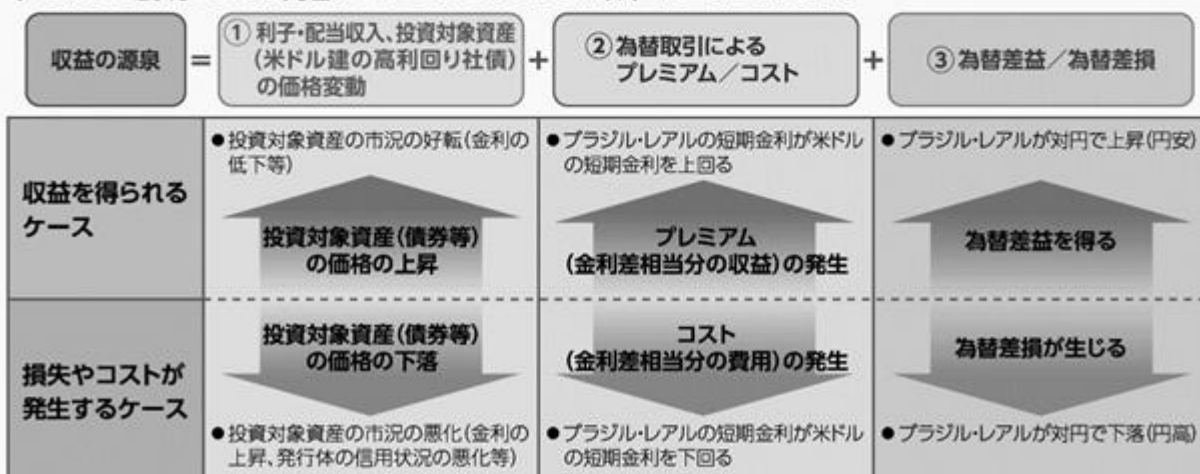 収益の源泉
=
①利子・配当収入、投資対象資産
(米ドル建の高利回り社債)
の価格変動
+
②為替取引による
プレミアム/コスト
+
③為替差益/為替差損
収益を得られる
ケース
●投資対象資産の市況の好転(金利の
低下等)
投資対象資産(債券等)
の価格の上昇
●ブラジル・レアルの短期金利が米ドル
の短期金利を上回る
プレミアム
(金利差相当分の収益)の発生
●ブラジル・レアルが対円で上昇(円安)
為替差益を得る
損失やコストが
発生するケース
投資対象資産(債券等)
の価格の下落
●投資対象資産の市況の悪化(金利の
上昇、発行体の信用状況の悪化等)
コスト
(金利差相当分の費用)の発生
●ブラジル・レアルの短期金利が米ドル
の短期金利を下回る
為替差損が生じる
●ブラジル・レアルが対円で下落(円高)